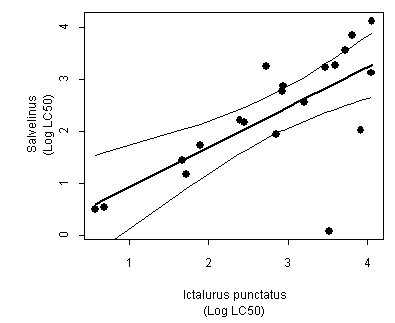 4
3
2
1
0
Salvelinus
(Log LC50)
1 2 3 4
Ictalurus punctatus
(Log LC50)